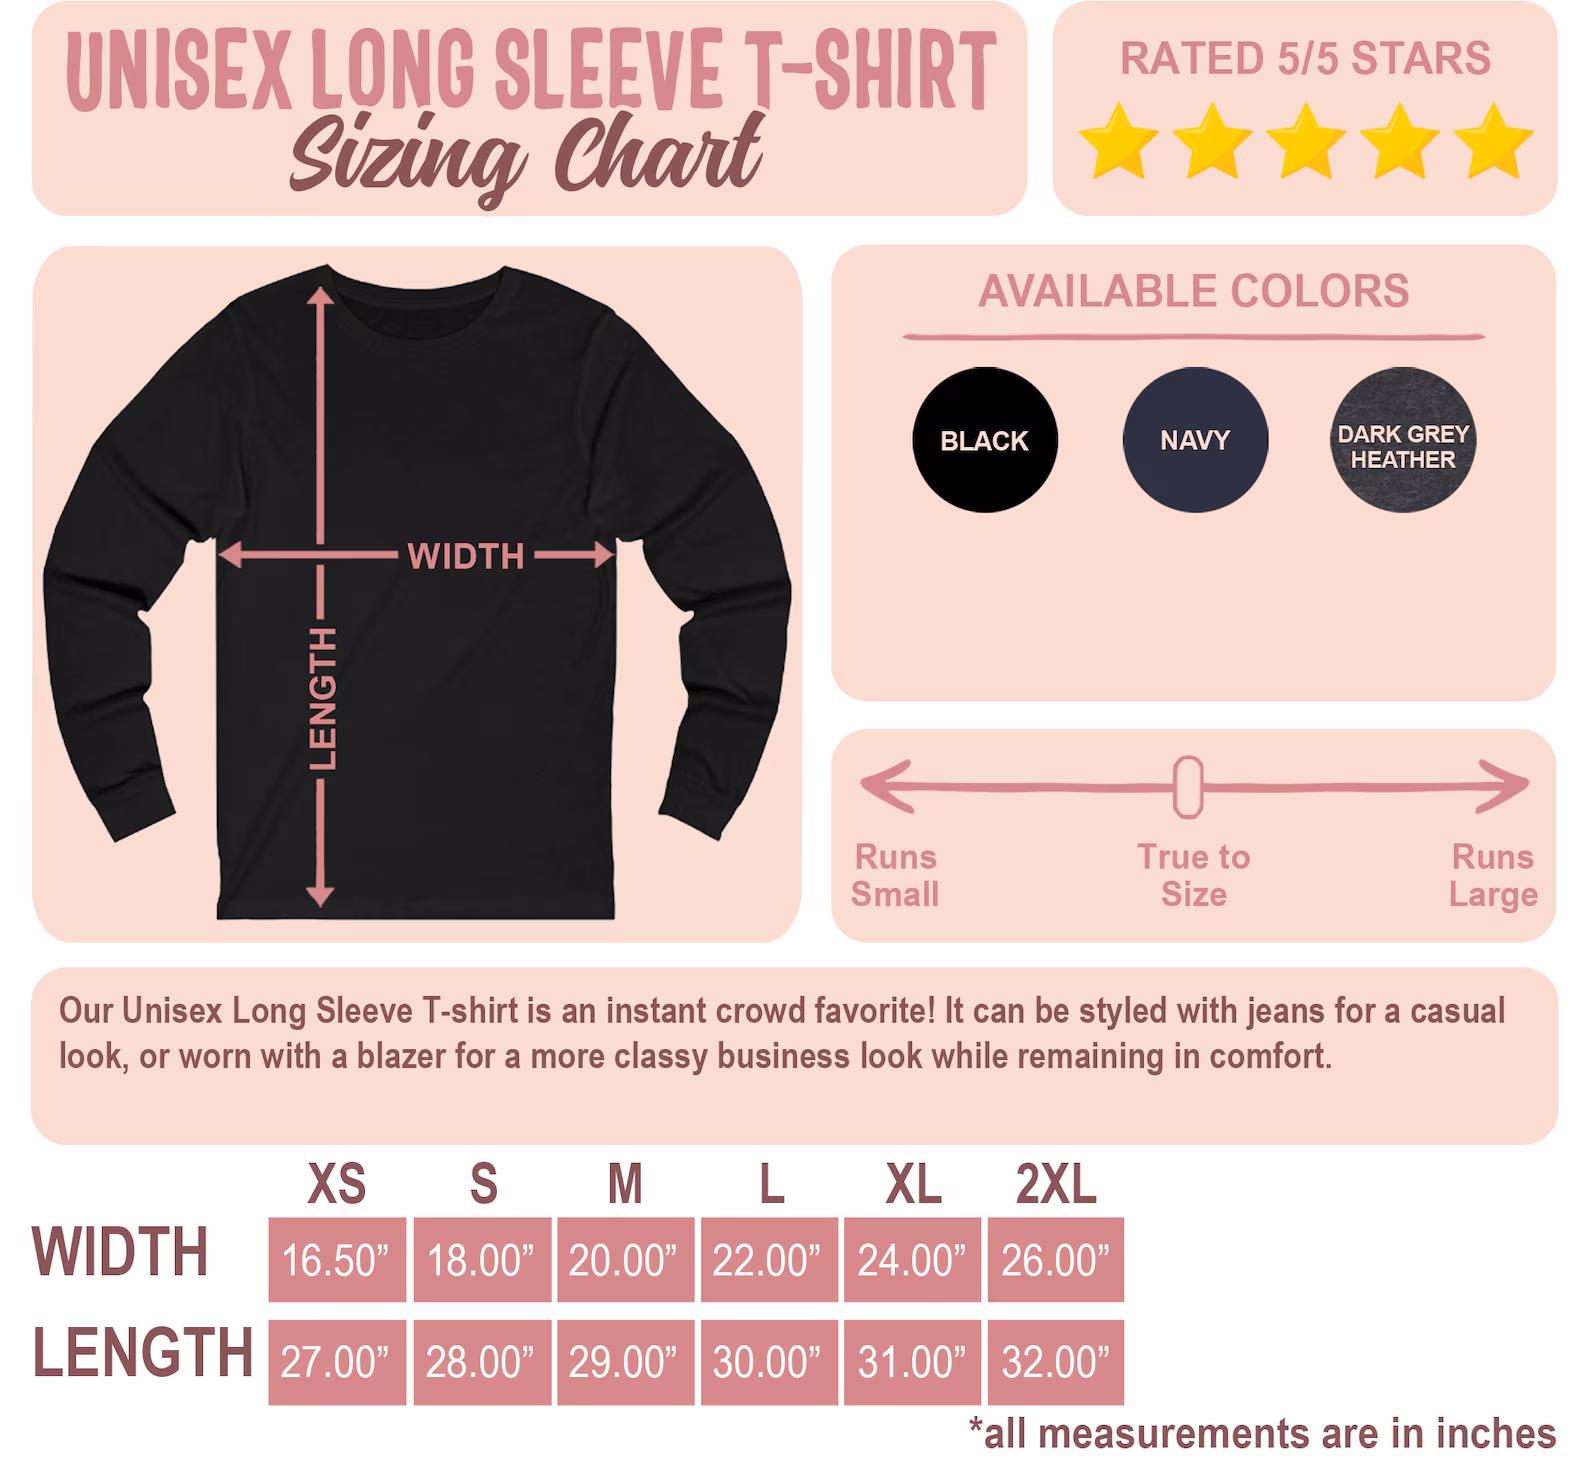 UNISEX LONG SLEEVE T-SHIRT
Sizing Chart
RATED 5/5 STARS
WIDTH
LENGTH
AVAILABLE COLORS
BLACK
NAVY
DARK GREY
HEATHER
Runs
Small
True to
Size
Runs
Large
Our Unisex Long Sleeve T-shirt is an instant crowd favorite! It can be styled with jeans for a casual
look, or worn with a blazer for a more classy business look while remaining in comfort.
XS S M L XL 2XL
WIDTH 16.50” 18.00” 20.00” 22.00” 24.00” 26.00”
LENGTH 27.00” 28.00” 29.00” 30.00” 31.00” 32.00”
*all measurements are in inches